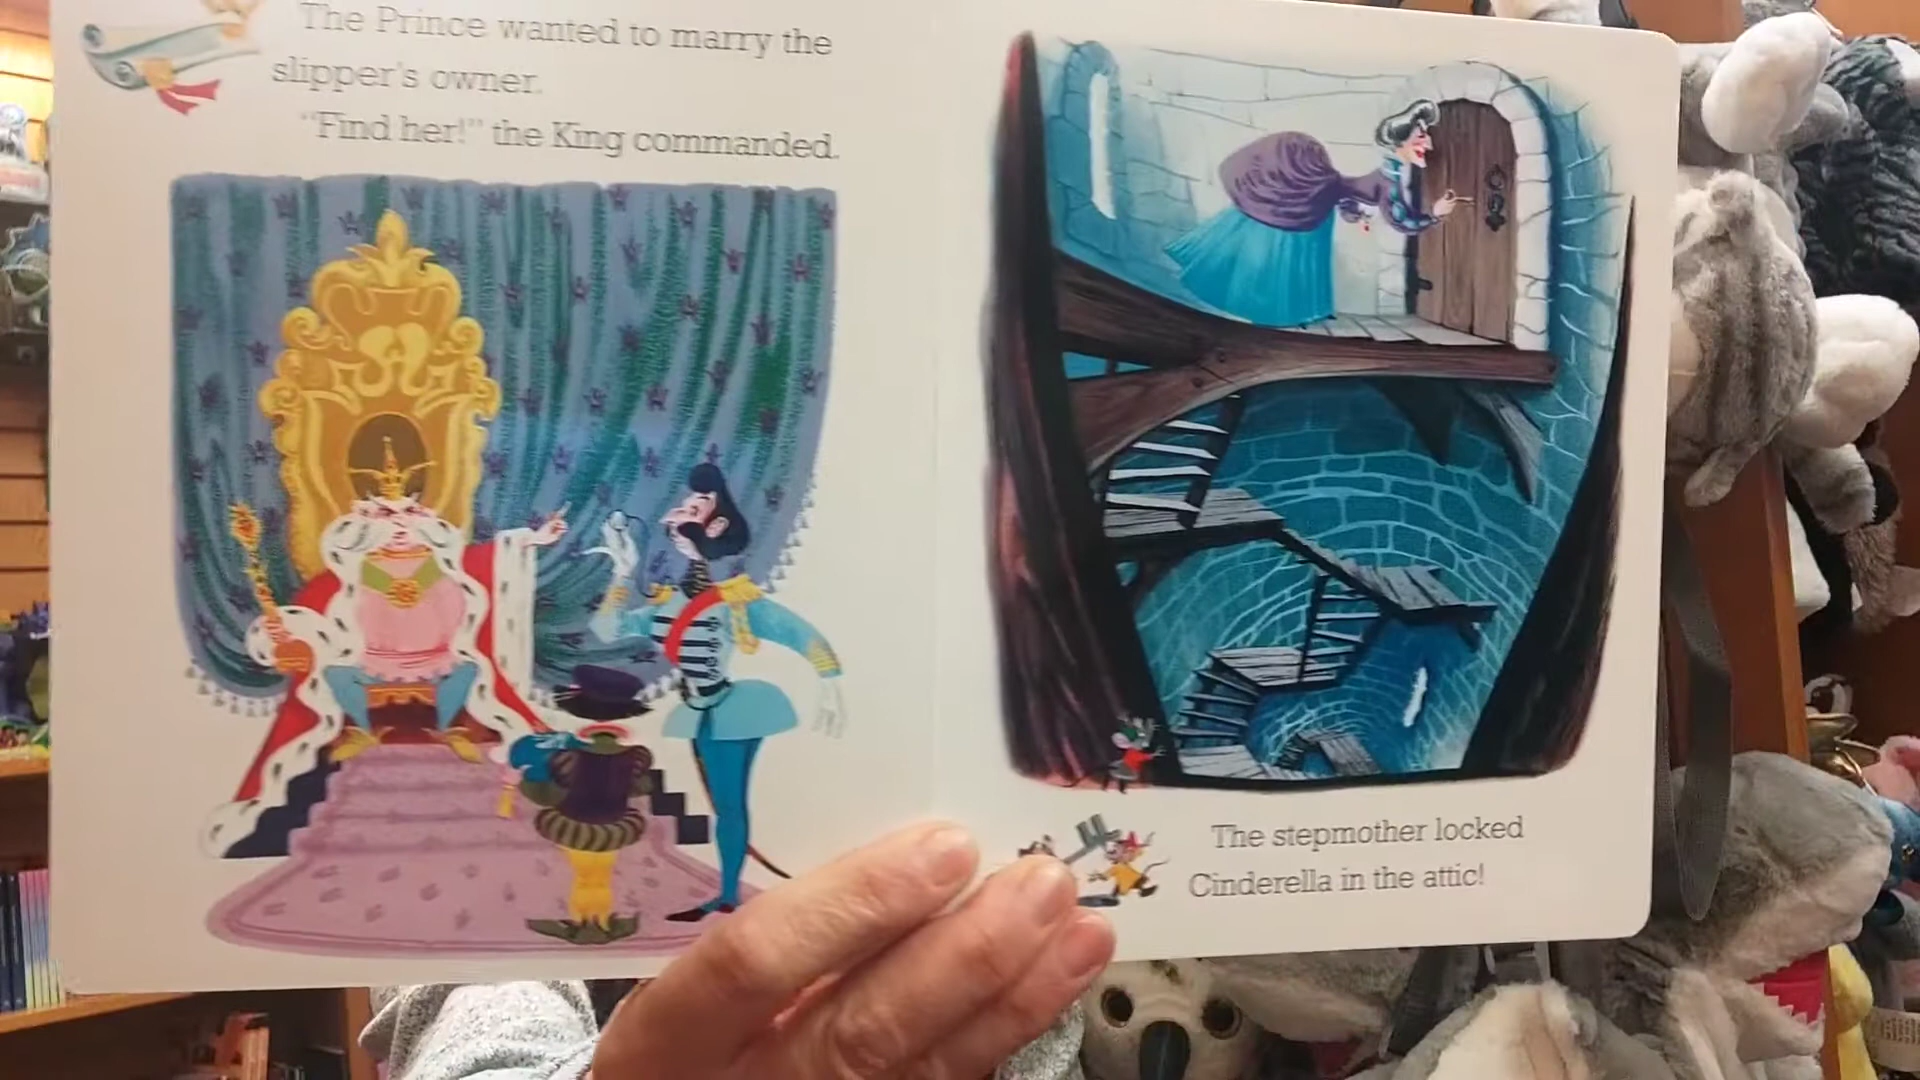 The Prince wanted to marry the
slipper's owner.
"Find her!" the King commanded.
The stepmother locked
Cinderella in the attic!